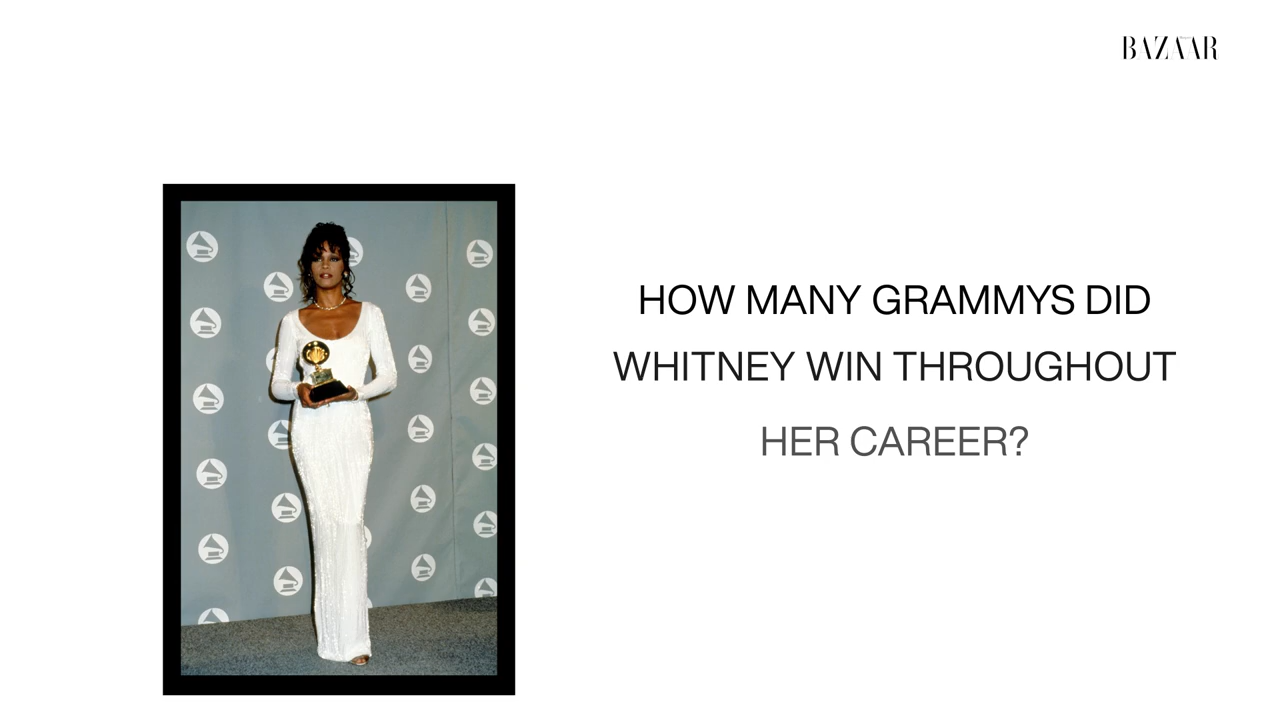 BAZAAR
HOW MANY GRAMMYS DID
WHITNEY WIN THROUGHOUT
HER CAREER?